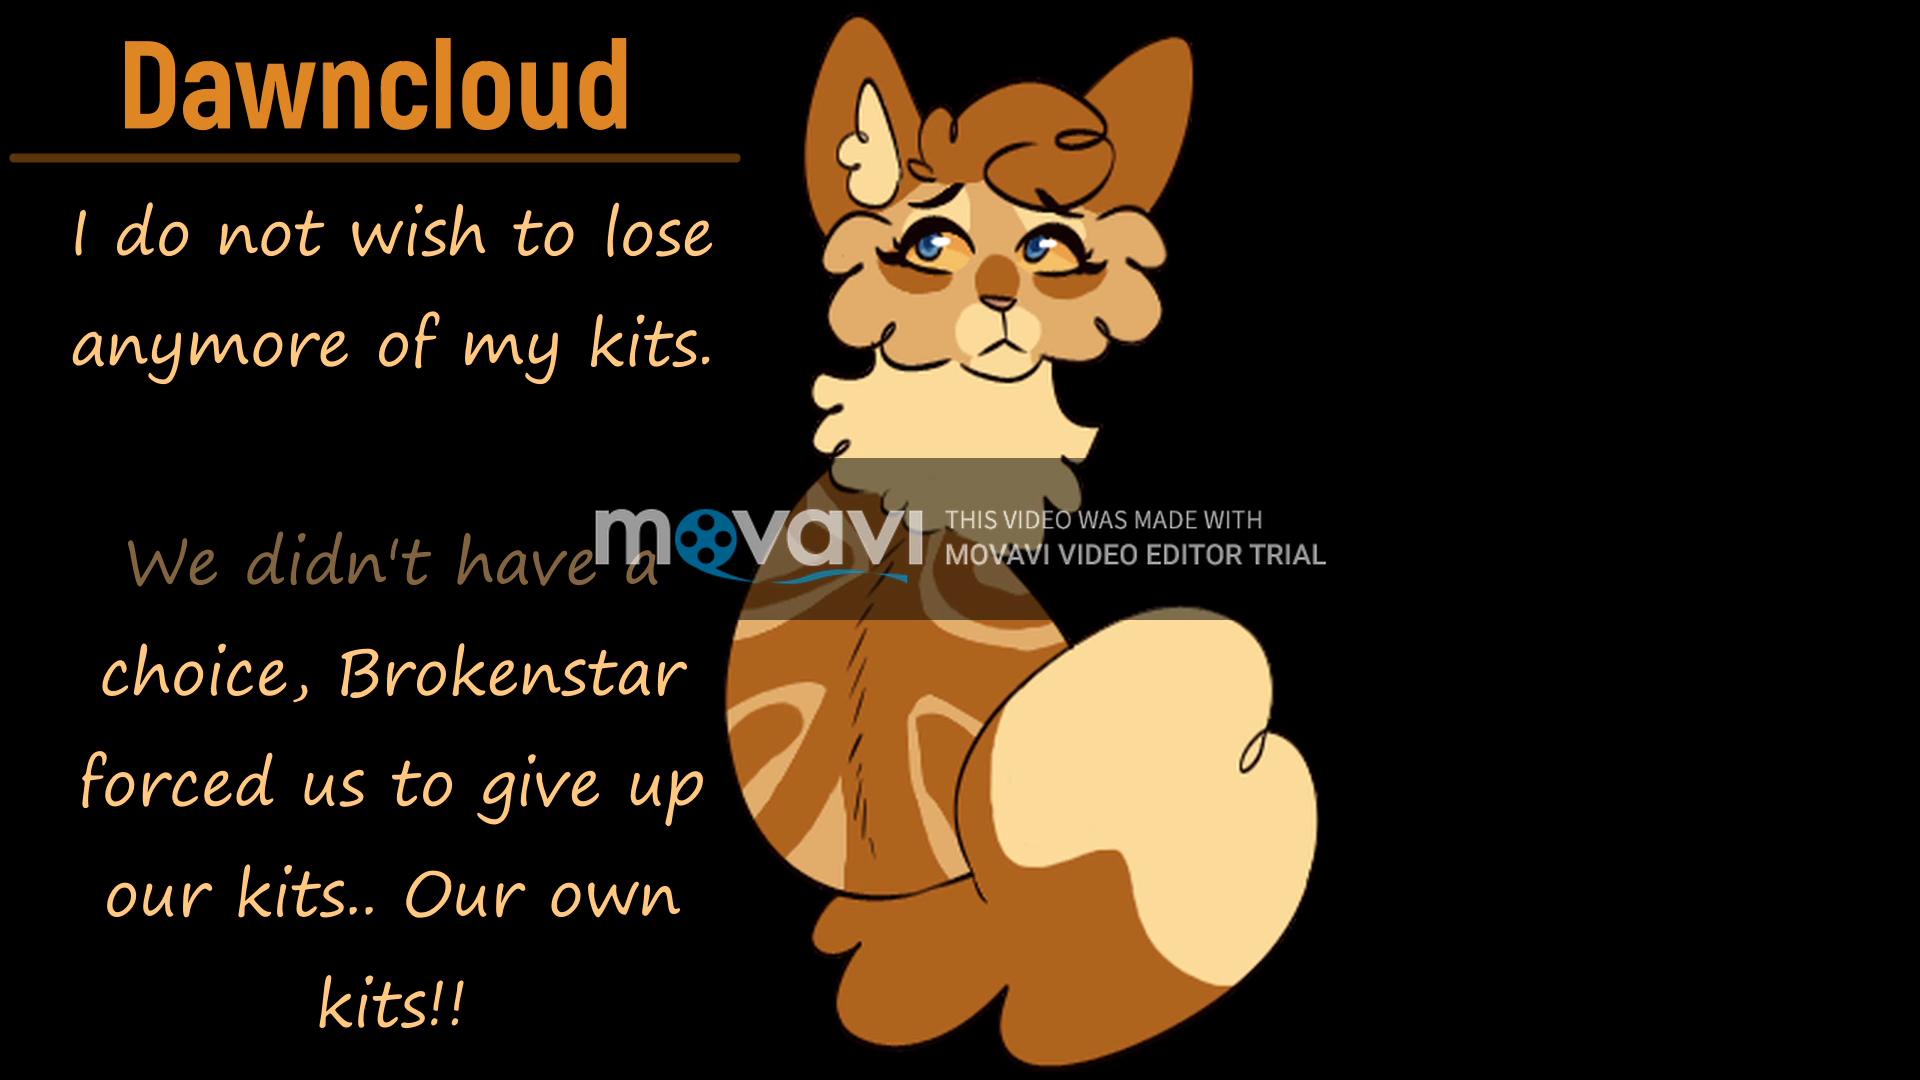 Dawncloud
I do not wish to lose
anymore of my kits.
We didn't have a
choice, Brokenstar
forced us to give up
our kits.. Our own
kits!!
movavi
THIS VIDEO WAS MADE WITH
MOVAVI VIDEO EDITOR TRIAL